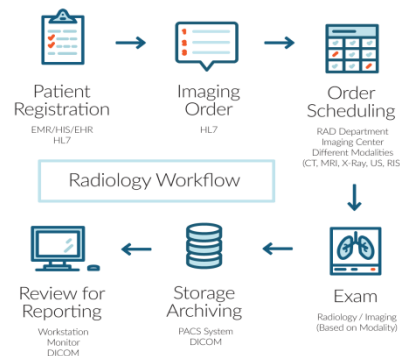 Patient
Registration
EMR/HIS/EHR
HL7
Imaging
Order
HL7
Order
Scheduling
RAD Department
Imaging Center
Different Modalities
(CT, MRI, X-Ray, US, RIS
Radiology Workflow
Review for
Reporting
Workstation
Monitor
DICOM
Storage
Archiving
PACS System
DICOM
Exam
Radiology / Imaging
(Based on Modality)